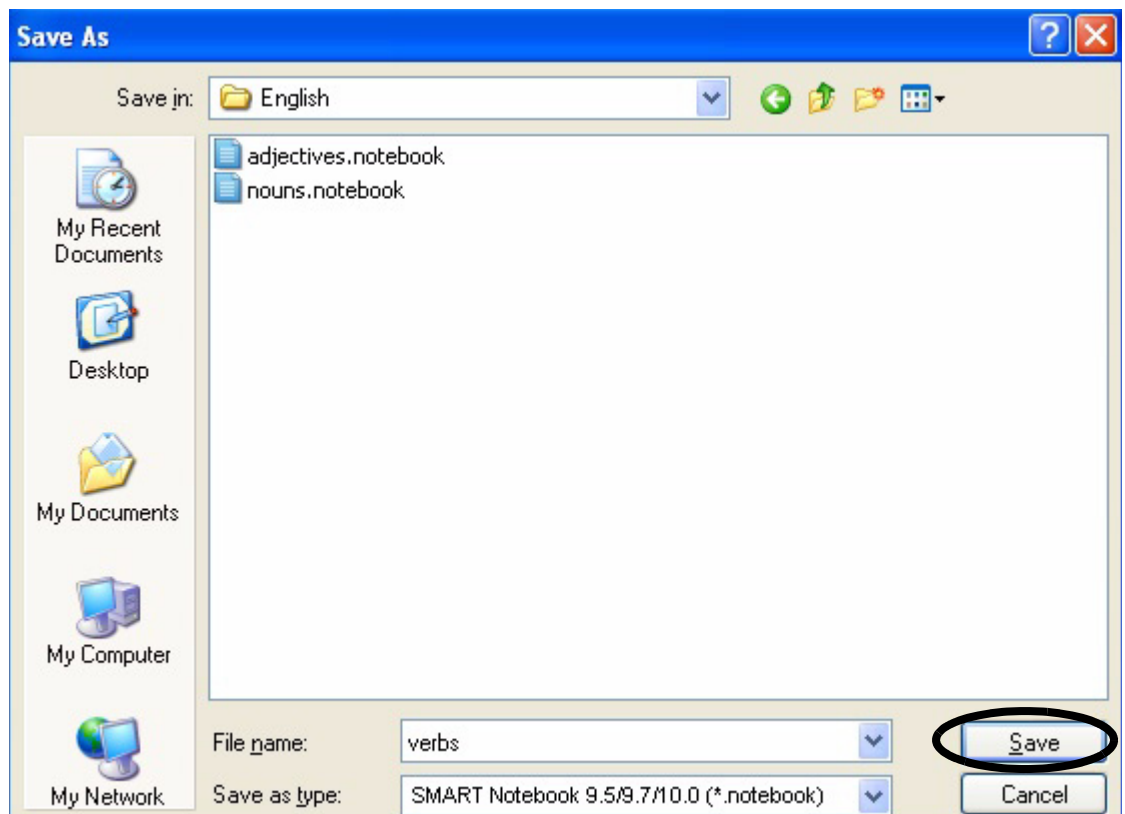 Save As
Save in: English
adjectives.notebook
nouns.notebook
My Recent
Documents
Desktop
My Documents
My Computer
My Network
File name: verbs Save
Save as type: SMART Notebook 9.5/9.7/10.0 (*.notebook) Cancel